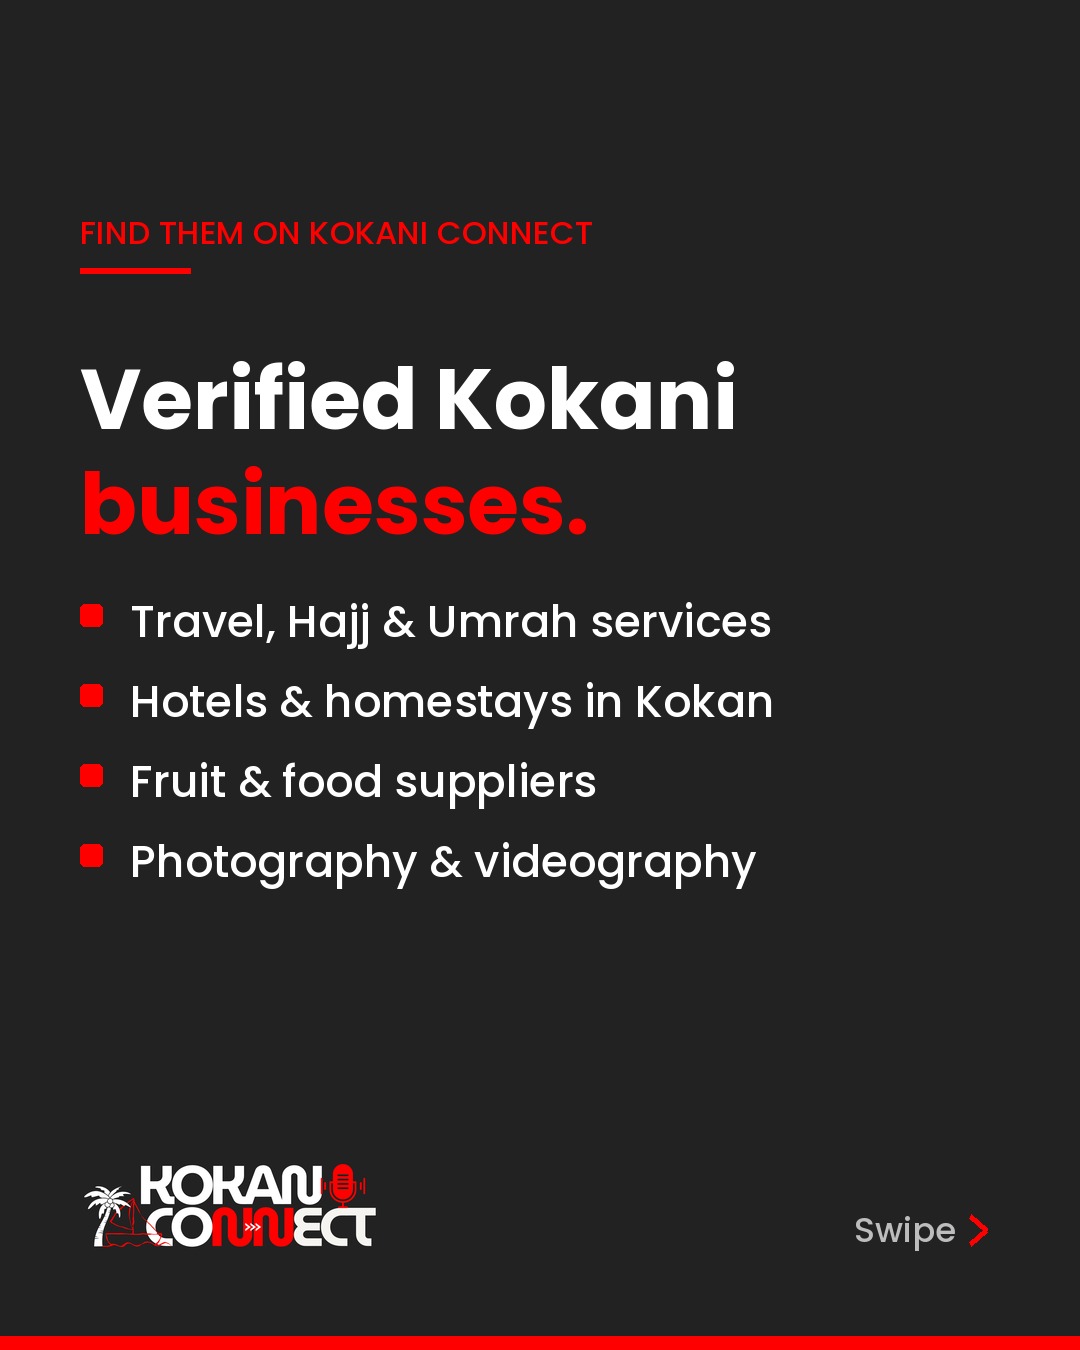 FIND THEM ON KOKANI CONNECT
Verified Kokani
businesses.
Travel, Hajj & Umrah services
Hotels & homestays in Kokan
Fruit & food suppliers
Photography & videography
KOKANI
CONNECT
Swipe